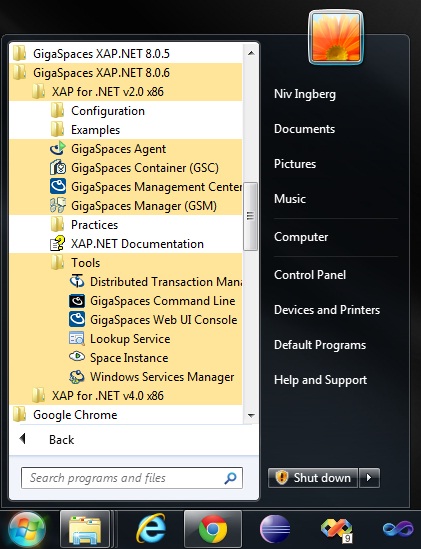 GigaSpaces XAP.NET 8.0.5
GigaSpaces XAP.NET 8.0.6
XAP for .NET v2.0 x86
Configuration
Examples
GigaSpaces Agent
GigaSpaces Container (GSC)
GigaSpaces Management Center
GigaSpaces Manager (GSM)
Practices
XAP.NET Documentation
Tools
Distributed Transaction Mana
GigaSpaces Command Line
GigaSpaces Web UI Console
Lookup Service
Space Instance
Windows Services Manager
XAP for .NET v4.0 x86
Google Chrome
Back
Search programs and files
Niv Ingberg
Documents
Pictures
Music
Computer
Control Panel
Devices and Printers
Default Programs
Help and Support
Shut down
9